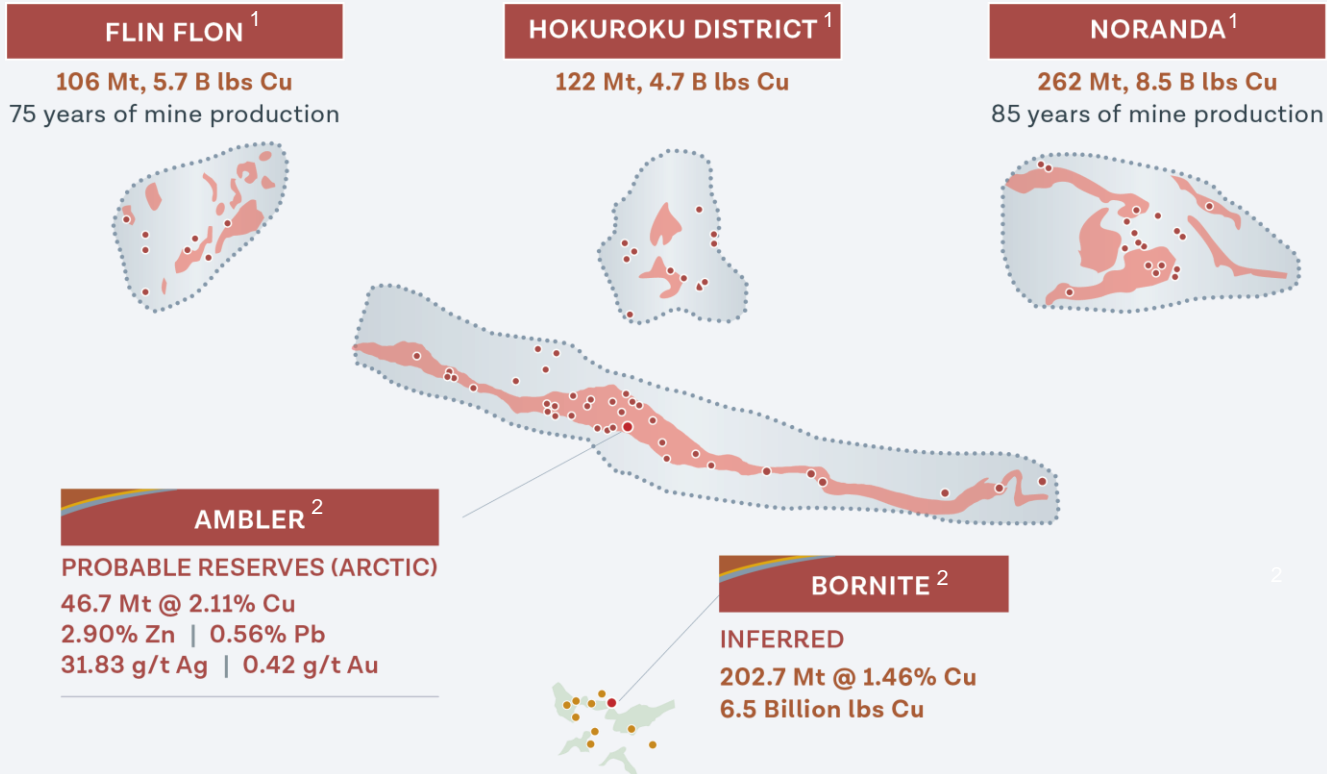 FLIN FLON 1
106 Mt, 5.7 B lbs Cu
75 years of mine production
HOKUROKU DISTRICT 1
122 Mt, 4.7 B lbs Cu
NORANDA 1
262 Mt, 8.5 B lbs Cu
85 years of mine production
AMBLER 2
PROBABLE RESERVES (ARCTIC)
46.7 Mt @ 2.11% Cu
2.90% Zn | 0.56% Pb
31.83 g/t Ag | 0.42 g/t Au
BORNITE 2
INFERRED
202.7 Mt @ 1.46% Cu
6.5 Billion lbs Cu
2